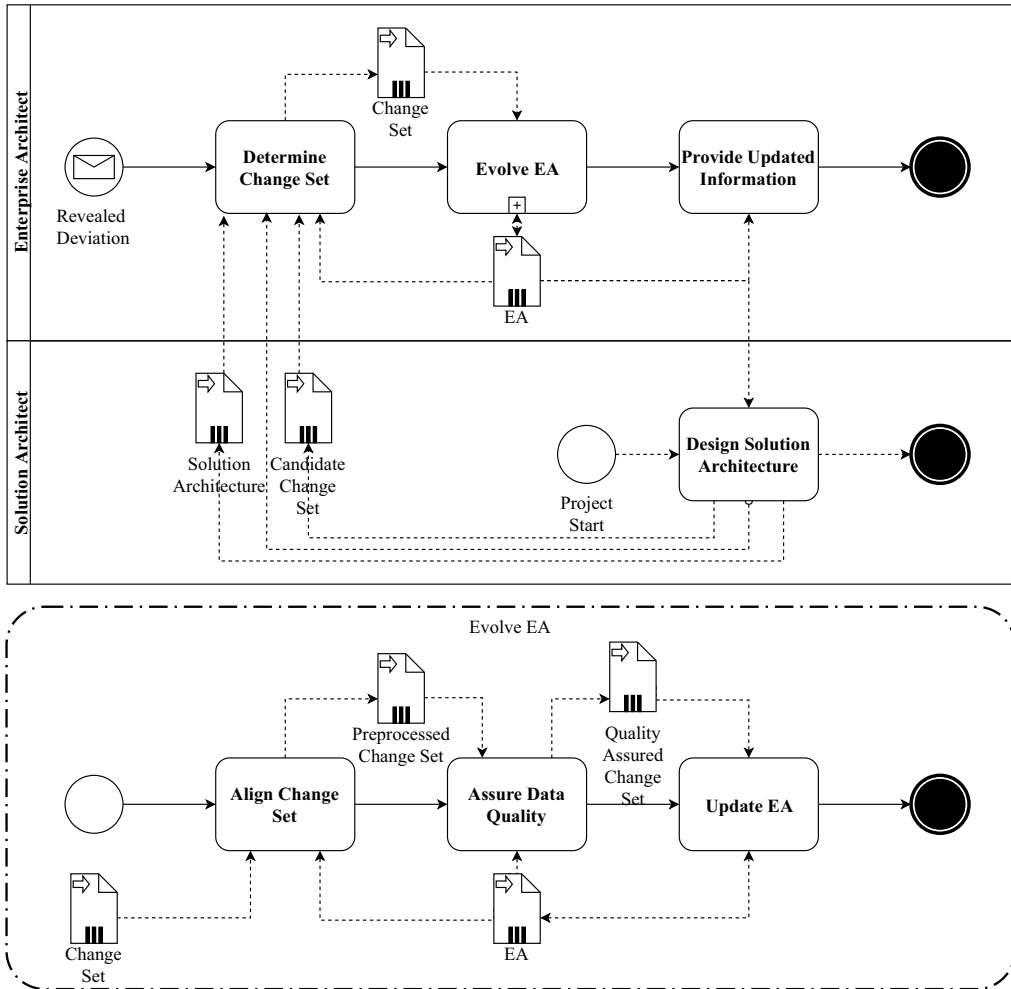 Enterprise Architect
Change
Set
Determine
Change Set
Evolve EA
+
Provide Updated
Information
Revealed
Deviation
EA
Solution Architect
Solution
Architecture
Candidate
Change
Set
Project
Start
Design Solution
Architecture
Evolve EA
Preprocessed
Change Set
Quality
Assured
Change
Set
Align Change
Set
Assure Data
Quality
Update EA
Change
Set
EA